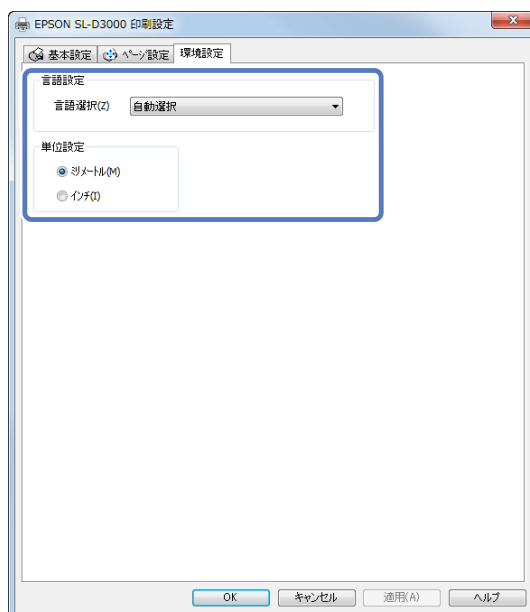 EPSON SL-D3000 印刷設定
基本設定 ページ設定 環境設定
言語設定
言語選択(Z) 自動選択
単位設定
ミリメートル(M)
インチ(I)
OK キャンセル 適用(A) ヘルプ